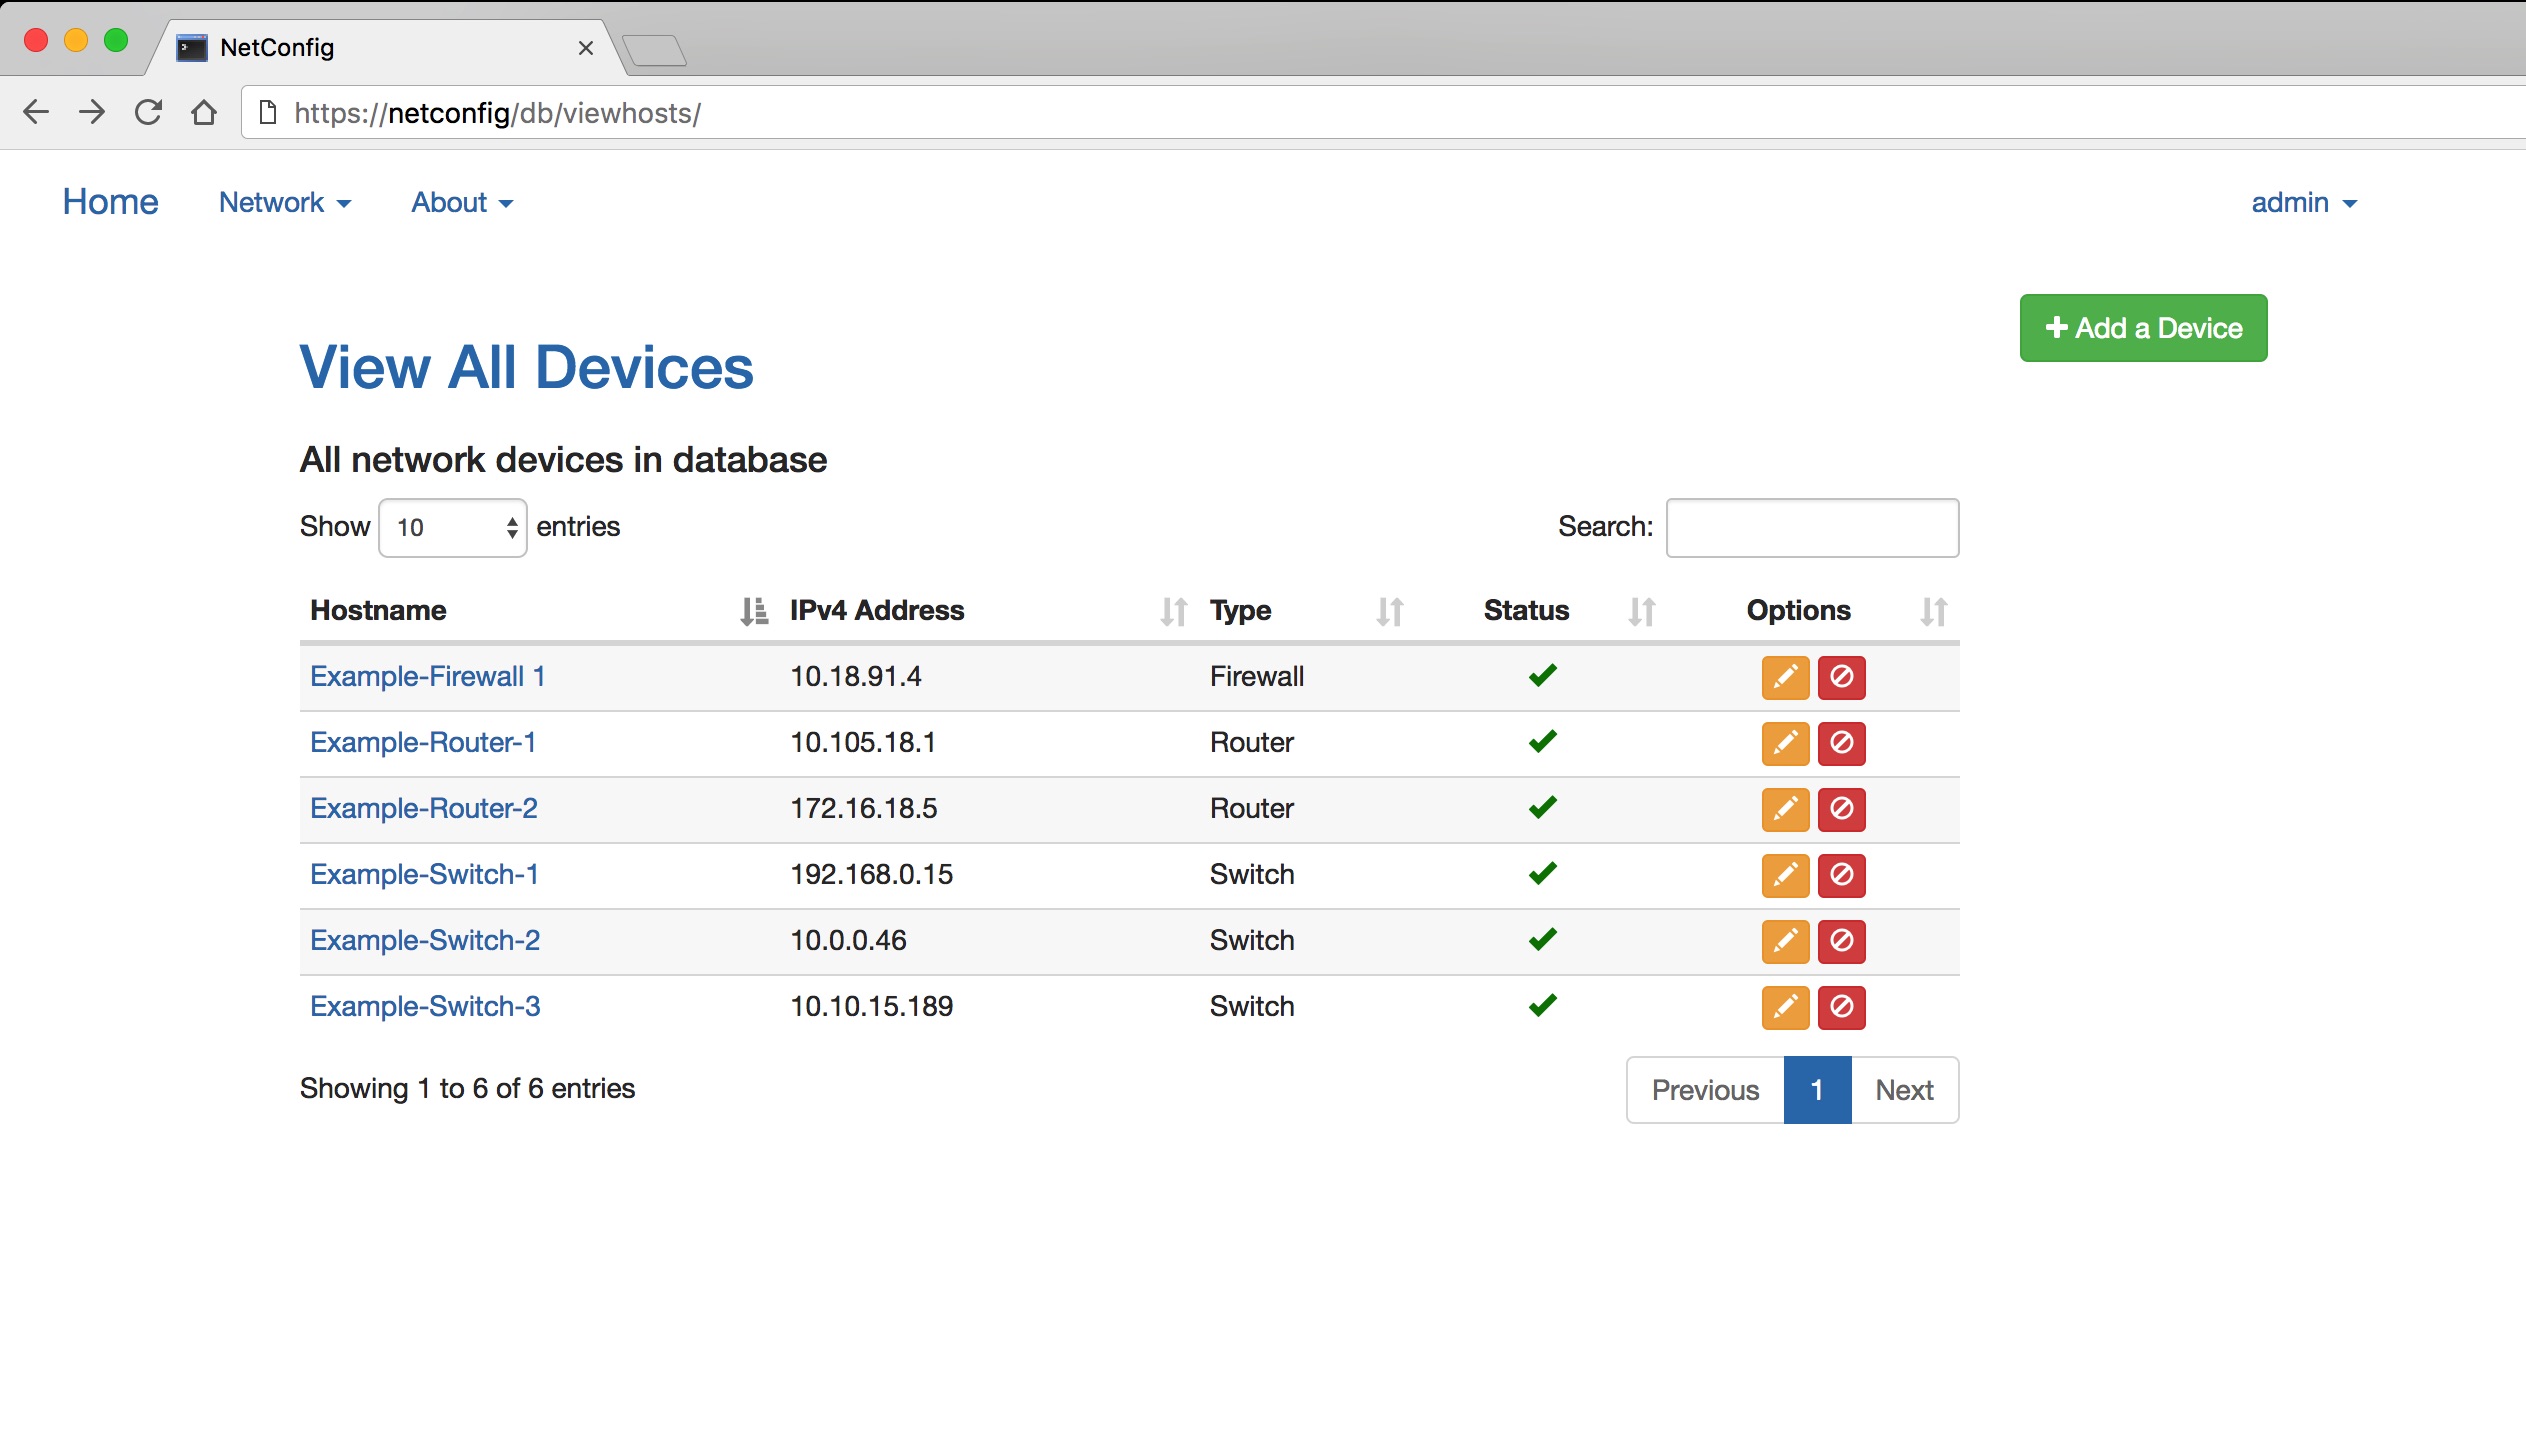 NetConfig
https://netconfig/db/viewhosts/
Home Network About admin
+ Add a Device
View All Devices
All network devices in database
Show 10 entries Search:
Hostname IPv4 Address Type Status Options
Example-Firewall 1 10.18.91.4 Firewall
Example-Router-1 10.105.18.1 Router
Example-Router-2 172.16.18.5 Router
Example-Switch-1 192.168.0.15 Switch
Example-Switch-2 10.0.0.46 Switch
Example-Switch-3 10.10.15.189 Switch
Showing 1 to 6 of 6 entries Previous 1 Next